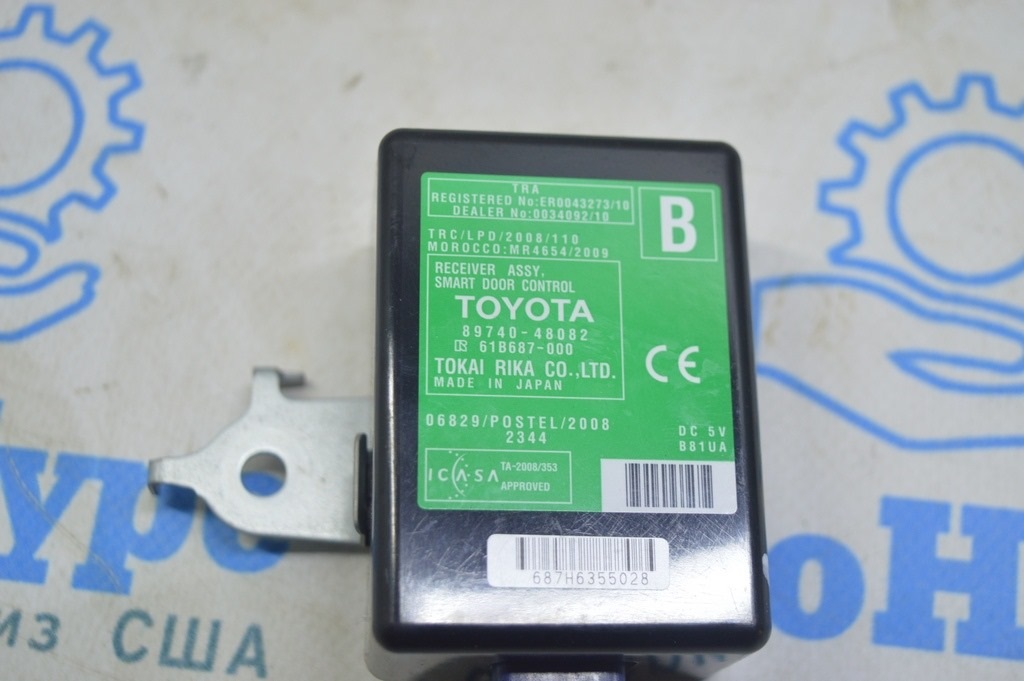 TRA
REGISTERED No:ER0043273/10
DEALER No:0034092/10
B
TRC/LPD/2008/110
MOROCCO:MR4654/2009
RECEIVER ASSY,
SMART DOOR CONTROL
TOYOTA
89740-48082
61B687-000
TOKAI RIKA CO.,LTD.
MADE IN JAPAN
CE
06829/POSTEL/2008
2344
DC 5V
B81UA
ICASA
TA-2008/353
APPROVED
687H6355028
из США